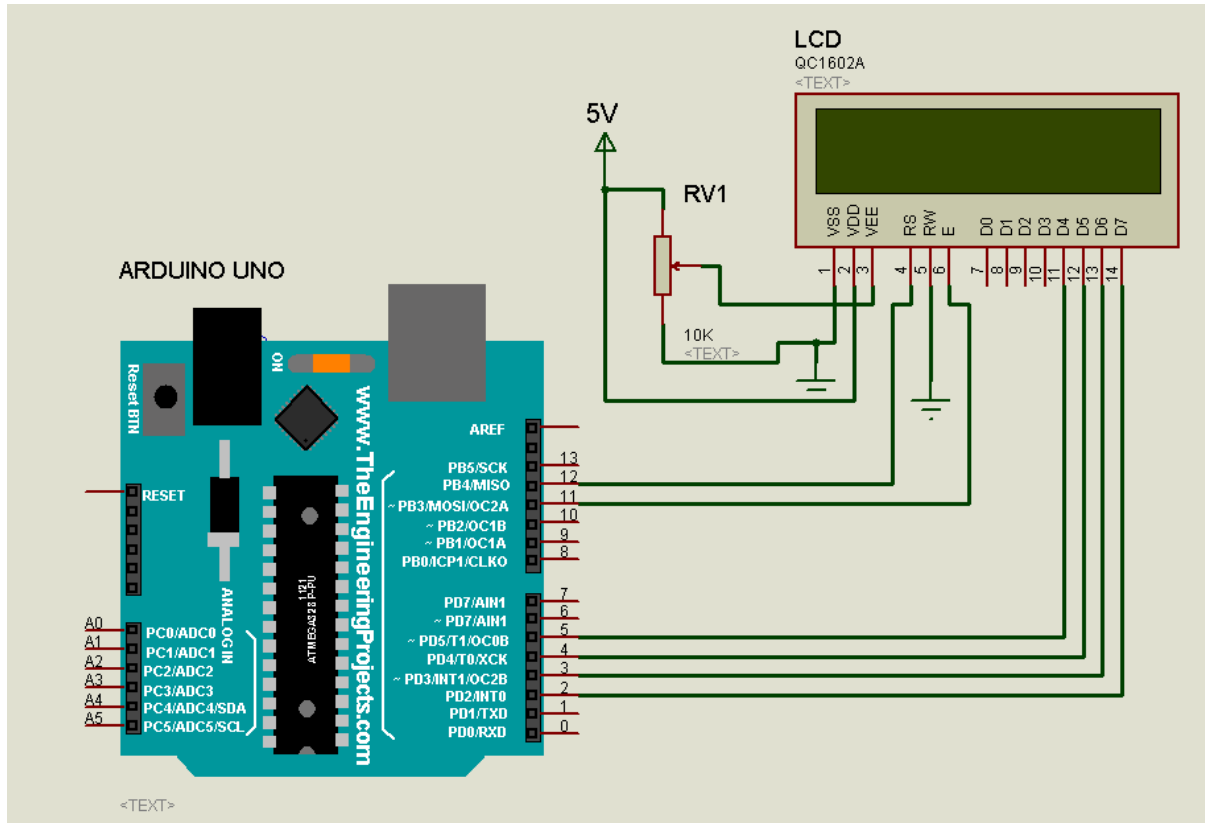 LCD
QC1602A
<TEXT>
5V
RV1
VSS
VDD
VEE
RS
RW
E
D0
D1
D2
D3
D4
D5
D6
D7
1
2
3
4
5
6
7
8
9
10
11
12
13
14
10K
<TEXT>
ARDUINO UNO
Reset BTN
ON
www.TheEngineeringProjects.com
AREF
PB5/SCK 13
PB4/MISO 12
~ PB3/MOSI/OC2A 11
~ PB2/OC1B 10
~ PB1/OC1A 9
PB0/ICP1/CLKO 8
RESET
1121
ATMEGA328P-PU
ANALOG IN
PD7/AIN1 7
~ PD7/AIN1 6
~ PD5/T1/OC0B 5
PD4/T0/XCK 4
~ PD3/INT1/OC2B 3
PD2/INT0 2
PD1/TXD 1
PD0/RXD 0
A0 PC0/ADC0
A1 PC1/ADC1
A2 PC2/ADC2
A3 PC3/ADC3
A4 PC4/ADC4/SDA
A5 PC5/ADC5/SCL
<TEXT>